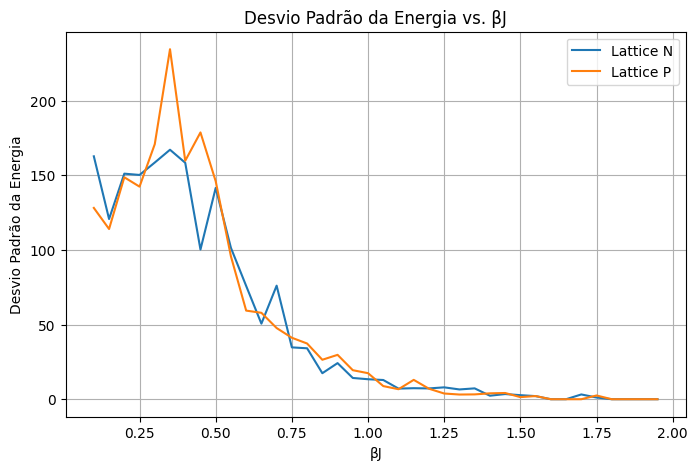 Desvio Padrão da Energia vs. βJ
Lattice N
Lattice P
Desvio Padrão da Energia
200
150
100
50
0
0.25 0.50 0.75 1.00 1.25 1.50 1.75 2.00
βJ